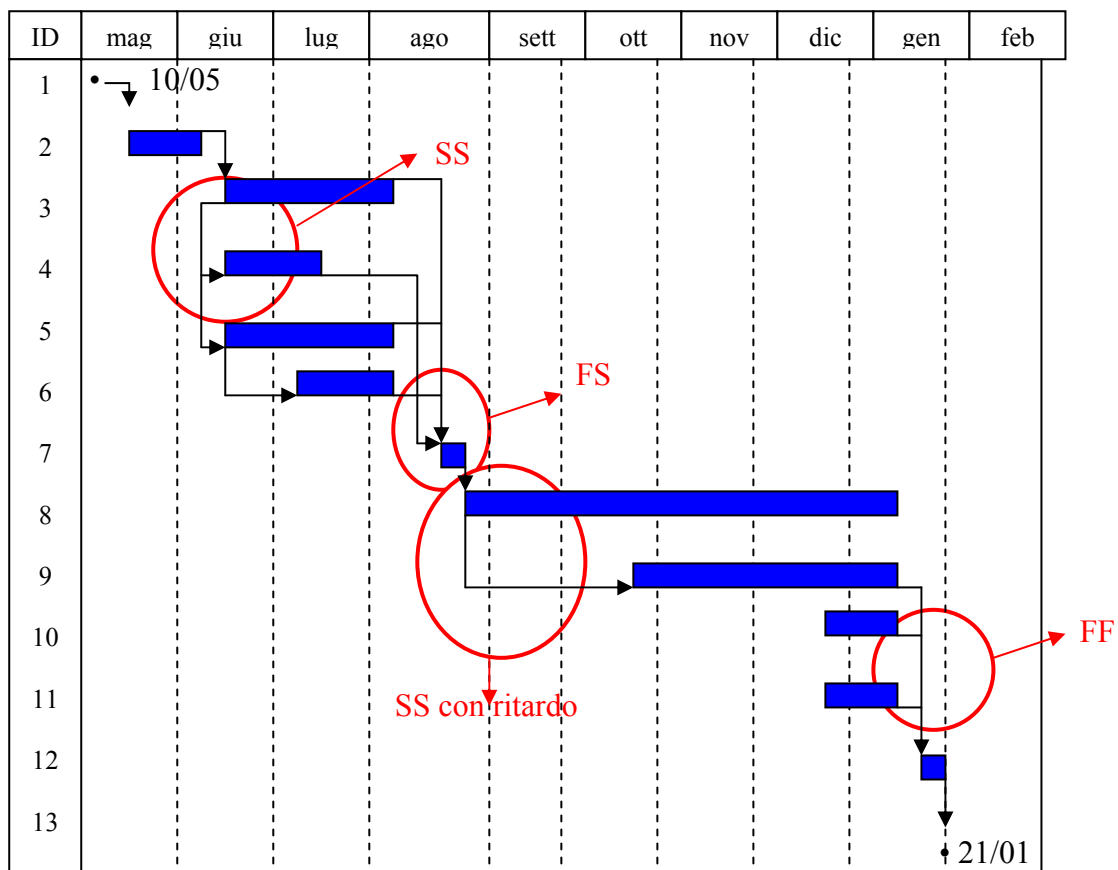 ID mag giu lug ago sett ott nov dic gen feb
1 10/05
2
SS
3
4
5
6 FS
7
8
9
10 FF
11 SS con ritardo
12
13
21/01